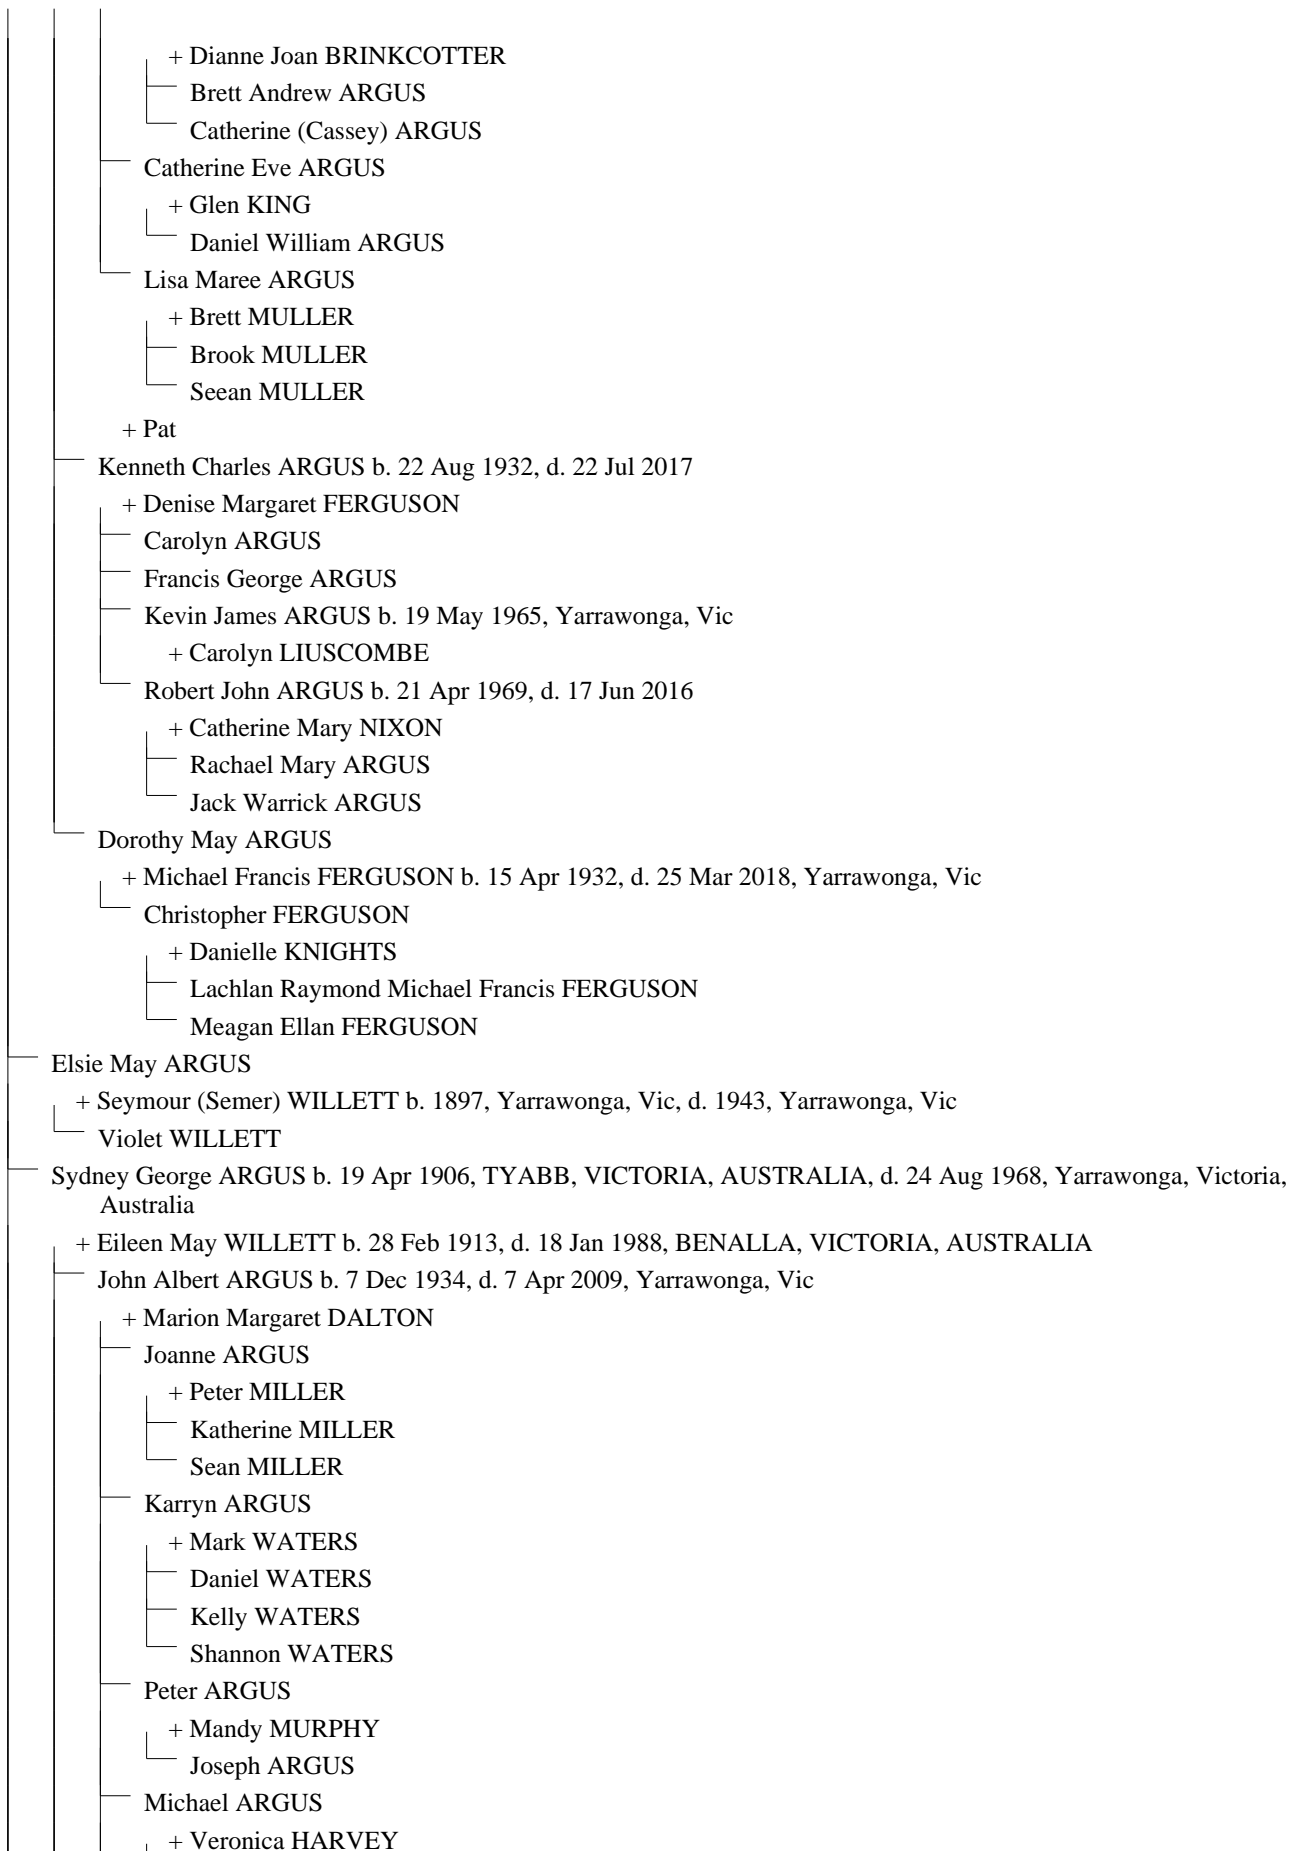 + Dianne Joan BRINKCOTTER
Brett Andrew ARGUS
Catherine (Cassey) ARGUS
Catherine Eve ARGUS
+ Glen KING
Daniel William ARGUS
Lisa Maree ARGUS
+ Brett MULLER
Brook MULLER
Seean MULLER
+ Pat
Kenneth Charles ARGUS b. 22 Aug 1932, d. 22 Jul 2017
+ Denise Margaret FERGUSON
Carolyn ARGUS
Francis George ARGUS
Kevin James ARGUS b. 19 May 1965, Yarrawonga, Vic
+ Carolyn LIUSCOMBE
Robert John ARGUS b. 21 Apr 1969, d. 17 Jun 2016
+ Catherine Mary NIXON
Rachael Mary ARGUS
Jack Warrick ARGUS
Dorothy May ARGUS
+ Michael Francis FERGUSON b. 15 Apr 1932, d. 25 Mar 2018, Yarrawonga, Vic
Christopher FERGUSON
+ Danielle KNIGHTS
Lachlan Raymond Michael Francis FERGUSON
Meagan Ellan FERGUSON
Elsie May ARGUS
+ Seymour (Semer) WILLETT b. 1897, Yarrawonga, Vic, d. 1943, Yarrawonga, Vic
Violet WILLETT
Sydney George ARGUS b. 19 Apr 1906, TYABB, VICTORIA, AUSTRALIA, d. 24 Aug 1968, Yarrawonga, Victoria,
Australia
+ Eileen May WILLETT b. 28 Feb 1913, d. 18 Jan 1988, BENALLA, VICTORIA, AUSTRALIA
John Albert ARGUS b. 7 Dec 1934, d. 7 Apr 2009, Yarrawonga, Vic
+ Marion Margaret DALTON
Joanne ARGUS
+ Peter MILLER
Katherine MILLER
Sean MILLER
Karryn ARGUS
+ Mark WATERS
Daniel WATERS
Kelly WATERS
Shannon WATERS
Peter ARGUS
+ Mandy MURPHY
Joseph ARGUS
Michael ARGUS
+ Veronica HARVEY